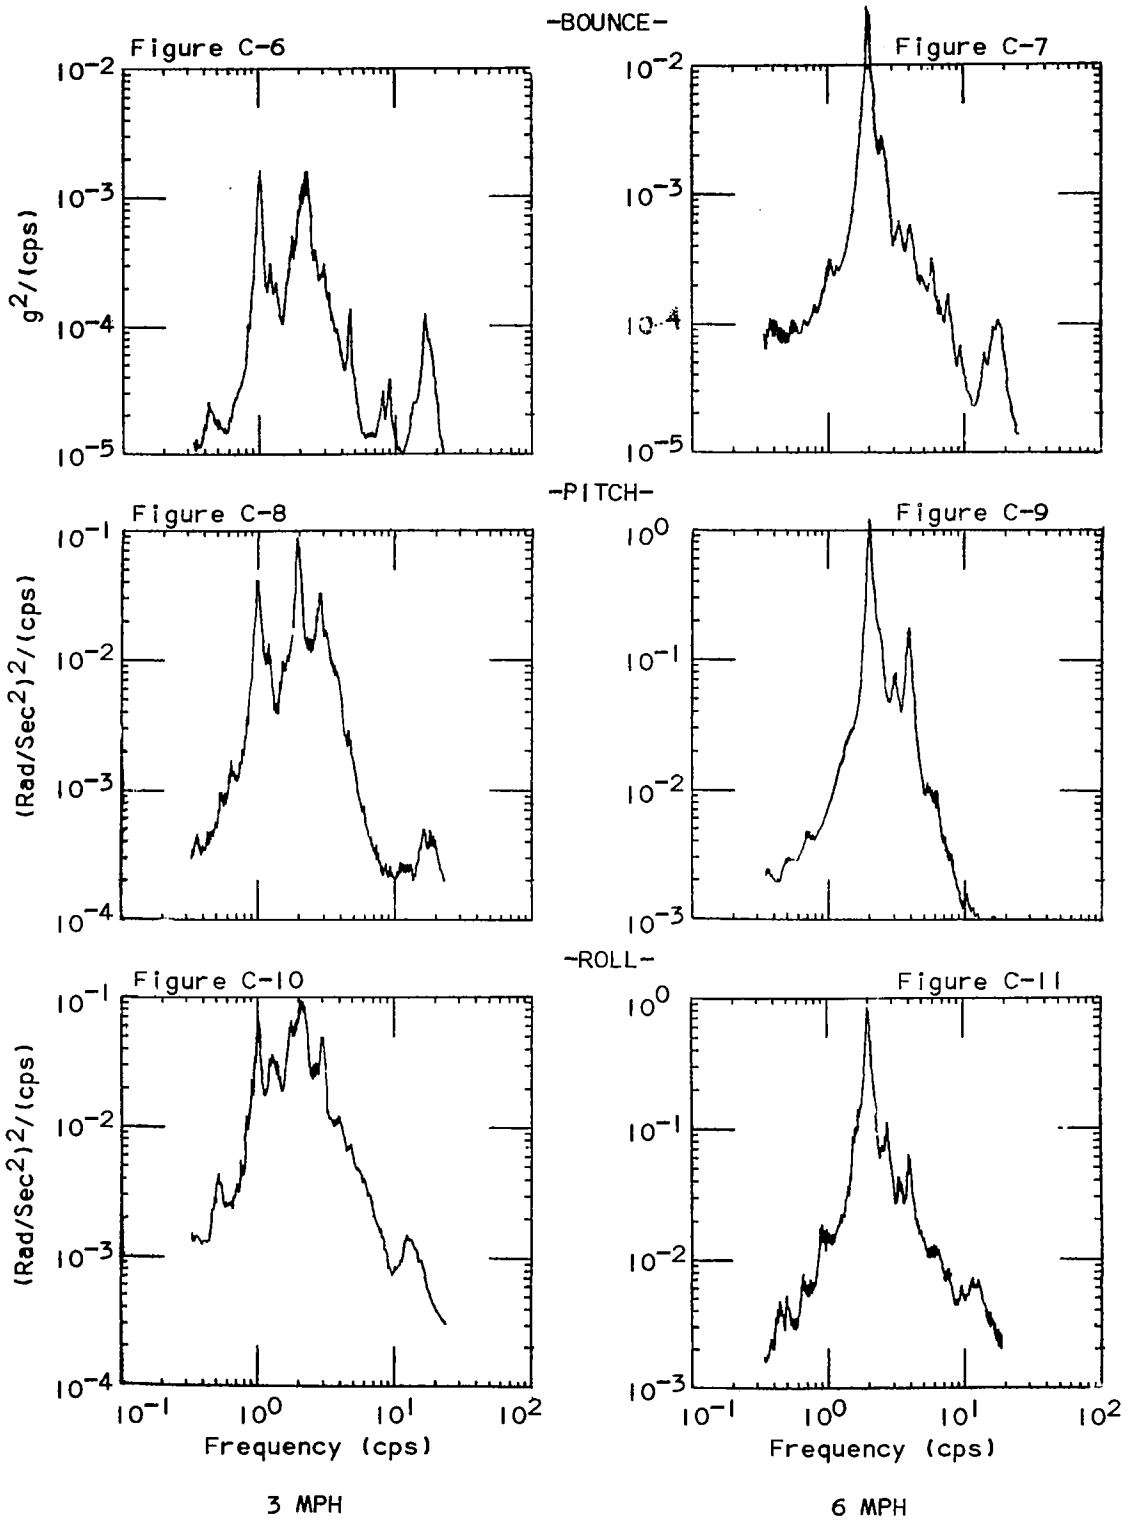 -BOUNCE-
Figure C-6
Figure C-7
10-2
10-3
10-4
10-5
g2/(cps)
10-2
10-3
10-4
10-5
-PITCH-
Figure C-8
Figure C-9
10-1
10-2
10-3
10-4
(Rad/Sec2)2/(cps)
100
10-1
10-2
10-3
-ROLL-
Figure C-10
Figure C-11
10-1
10-2
10-3
10-4
(Rad/Sec2)2/(cps)
100
10-1
10-2
10-3
10-1 100 101 102
10-1 100 101 102
Frequency (cps)
Frequency (cps)
3 MPH
6 MPH